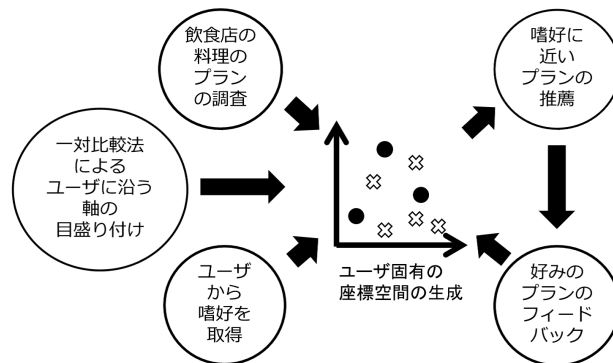 飲食店の
料理の
プラン
の調査
一対比較法
による
ユーザに沿う
軸の
目盛り付け
ユーザ
から
嗜好を
取得
ユーザ固有の
座標空間の生成
嗜好に
近い
プランの
推薦
好みの
プランの
フィード
バック